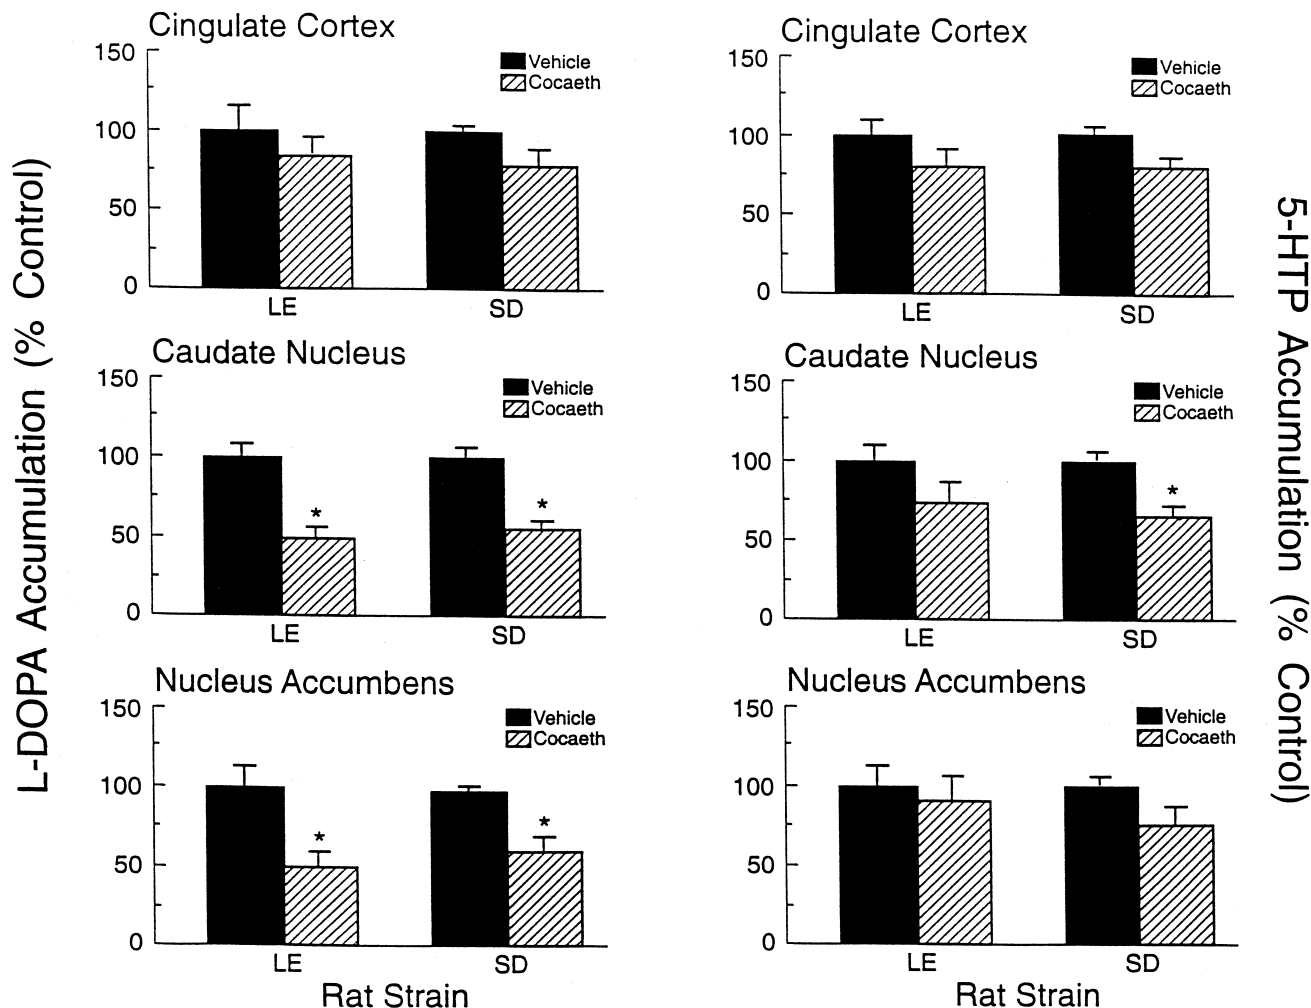 L-DOPA Accumulation (% Control)
Cingulate Cortex
150
100
50
0
Vehicle
Cocaeth
LE
SD
Caudate Nucleus
150
100
50
0
Vehicle
Cocaeth
*
*
LE
SD
Nucleus Accumbens
150
100
50
0
Vehicle
Cocaeth
*
*
LE
SD
Rat Strain
Cingulate Cortex
150
100
50
0
Vehicle
Cocaeth
LE
SD
Caudate Nucleus
150
100
50
0
Vehicle
Cocaeth
*
LE
SD
Nucleus Accumbens
150
100
50
0
Vehicle
Cocaeth
LE
SD
Rat Strain
5-HTP Accumulation (% Control)